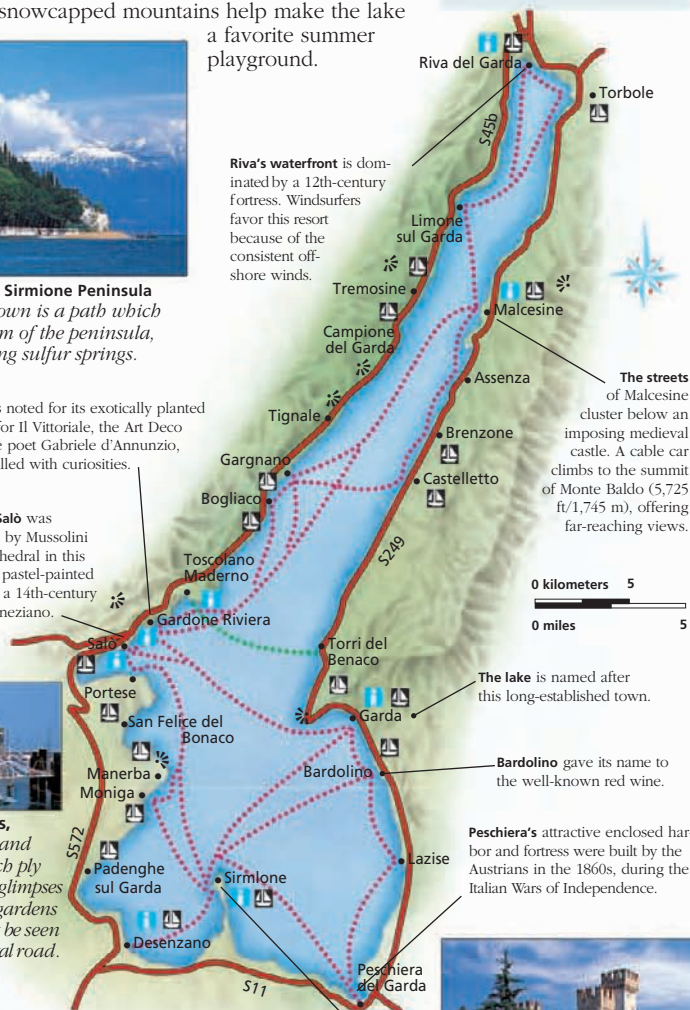 snowcapped mountains help make the lake
a favorite summer
playground.
Riva del Garda
Torbole
S45b
Riva's waterfront is dom-
inated by a 12th-century
fortress. Windsurfers
favor this resort
because of the
consistent off-
shore winds.
Limone
sul Garda
Sirmione Peninsula
own is a path which
m of the peninsula,
ng sulfur springs.
Tremosine
Malcesine
Campione
del Garda
Assenza
The streets
of Malcesine
cluster below an
imposing medieval
castle. A cable car
climbs to the summit
of Monte Baldo (5,725
ft/1,745 m), offering
far-reaching views.
s noted for its exotically planted
for Il Vittoriale, the Art Deco
e poet Gabriele d'Annunzio,
lled with curiosities.
Tignale
Brenzone
Gargnano
Castelletto
Bogliaco
Salò was
by Mussolini
hedral in this
pastel-painted
a 14th-century
neziano.
S249
Toscolano
Maderno
0 kilometers 5
0 miles 5
Gardone Riviera
Salò
Torri del
Benaco
The lake is named after
this long-established town.
Portese
Garda
San Felice del
Bonaco
Bardolino
Bardolino gave its name to
the well-known red wine.
Manerba
Moniga
s,
and
ch ply
glimpses
gardens
be seen
al road.
S572
Peschiera's attractive enclosed har-
bor and fortress were built by the
Austrians in the 1860s, during the
Italian Wars of Independence.
Lazise
Padenghe
sul Garda
SirmIone
Desenzano
Peschiera
del Garda
S11